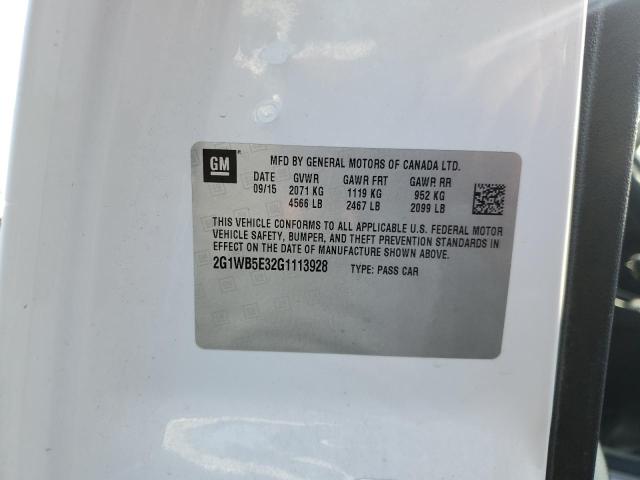 GM
MFD BY GENERAL MOTORS OF CANADA LTD.
DATE GVWR GAWR FRT GAWR RR
09/15 2071 KG 1119 KG 952 KG
4566 LB 2467 LB 2099 LB
THIS VEHICLE CONFORMS TO ALL APPLICABLE U.S. FEDERAL MOTOR
VEHICLE SAFETY, BUMPER, AND THEFT PREVENTION STANDARDS IN
EFFECT ON THE DATE OF MANUFACTURE SHOWN ABOVE.
2G1WB5E32G1113928 TYPE: PASS CAR